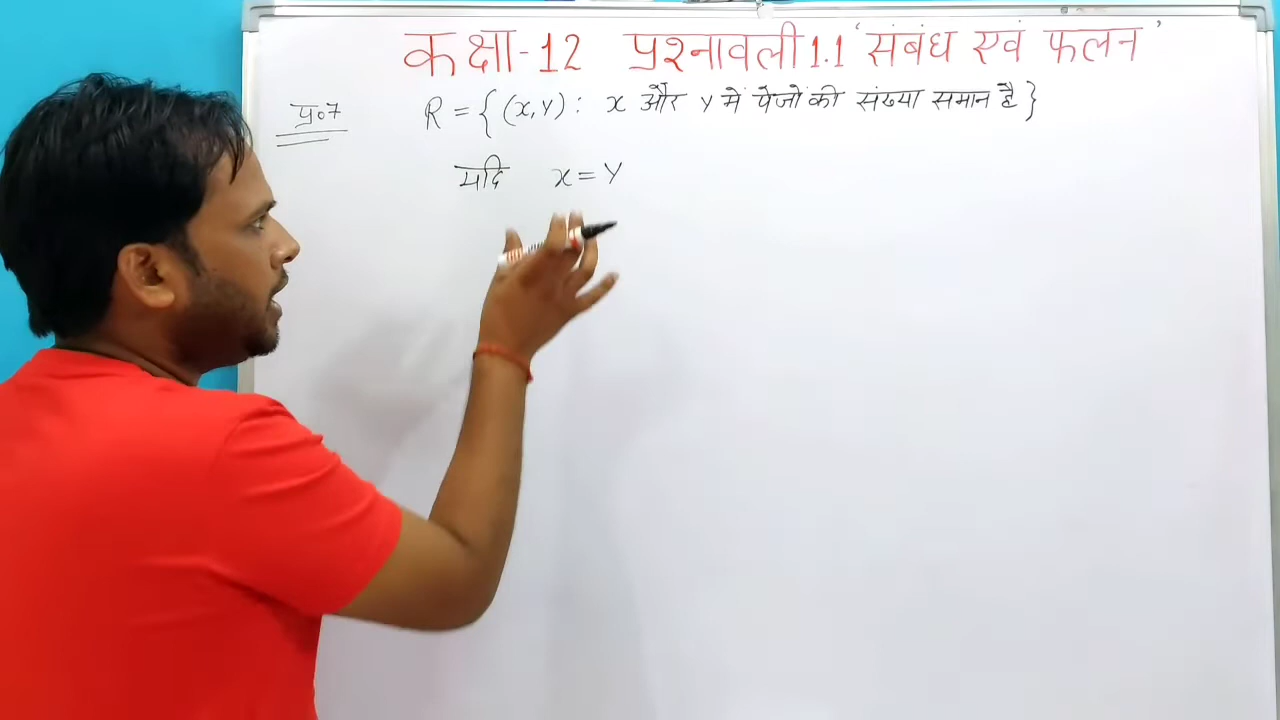 कक्षा-12 प्रश्नावली 1.1 'संबंध एवं फलन'
प्र०7 R = {(x,y): x और y में पेजों की संख्या समान है}
यदि x = y